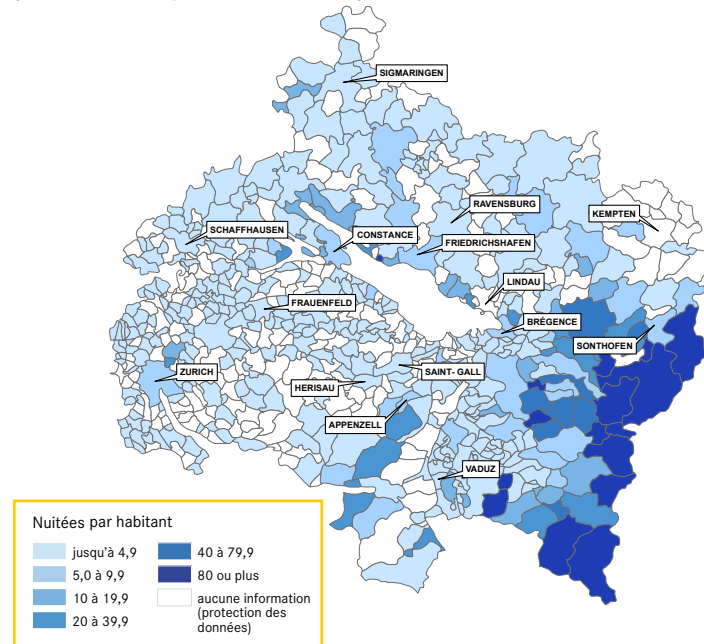 SIGMARINGEN
RAVENSBURG
KEMPTEN
SCHAFFHAUSEN
CONSTANCE
FRIEDRICHSHAFEN
LINDAU
FRAUENFELD
BRÉGENCE
SONTHOFEN
ZURICH
SAINT- GALL
HERISAU
APPENZELL
VADUZ
Nuitées par habitant
jusqu'à 4,9
5,0 à 9,9
10 à 19,9
20 à 39,9
40 à 79,9
80 ou plus
aucune information
(protection des
données)